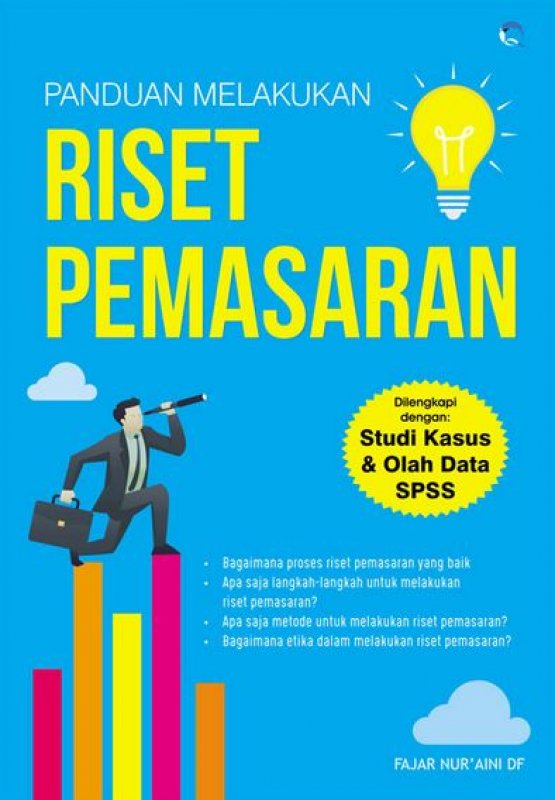 PANDUAN MELAKUKAN
RISET
PEMASARAN
Dilengkapi
dengan:
Studi Kasus
& Olah Data
SPSS
• Bagaimana proses riset pemasaran yang baik
• Apa saja langkah-langkah untuk melakukan
riset pemasaran?
• Apa saja metode untuk melakukan riset pemasaran?
• Bagaimana etika dalam melakukan riset pemasaran?
FAJAR NUR'AINI DF